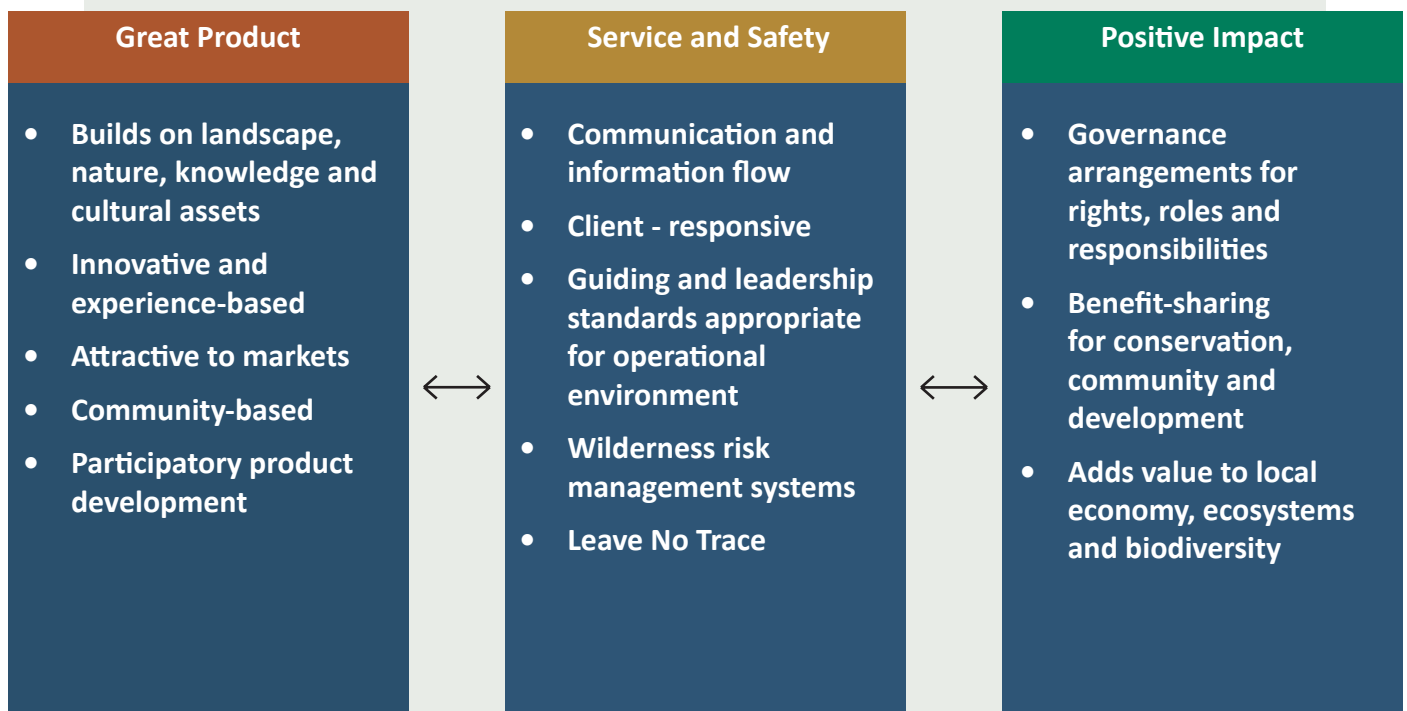 Great Product
• Builds on landscape,
nature, knowledge and
cultural assets
• Innovative and
experience-based
• Attractive to markets
• Community-based
• Participatory product
development
Service and Safety
• Communication and
information flow
• Client - responsive
• Guiding and leadership
standards appropriate
for operational
environment
• Wilderness risk
management systems
• Leave No Trace
Positive Impact
• Governance
arrangements for
rights, roles and
responsibilities
• Benefit-sharing
for conservation,
community and
development
• Adds value to local
economy, ecosystems
and biodiversity